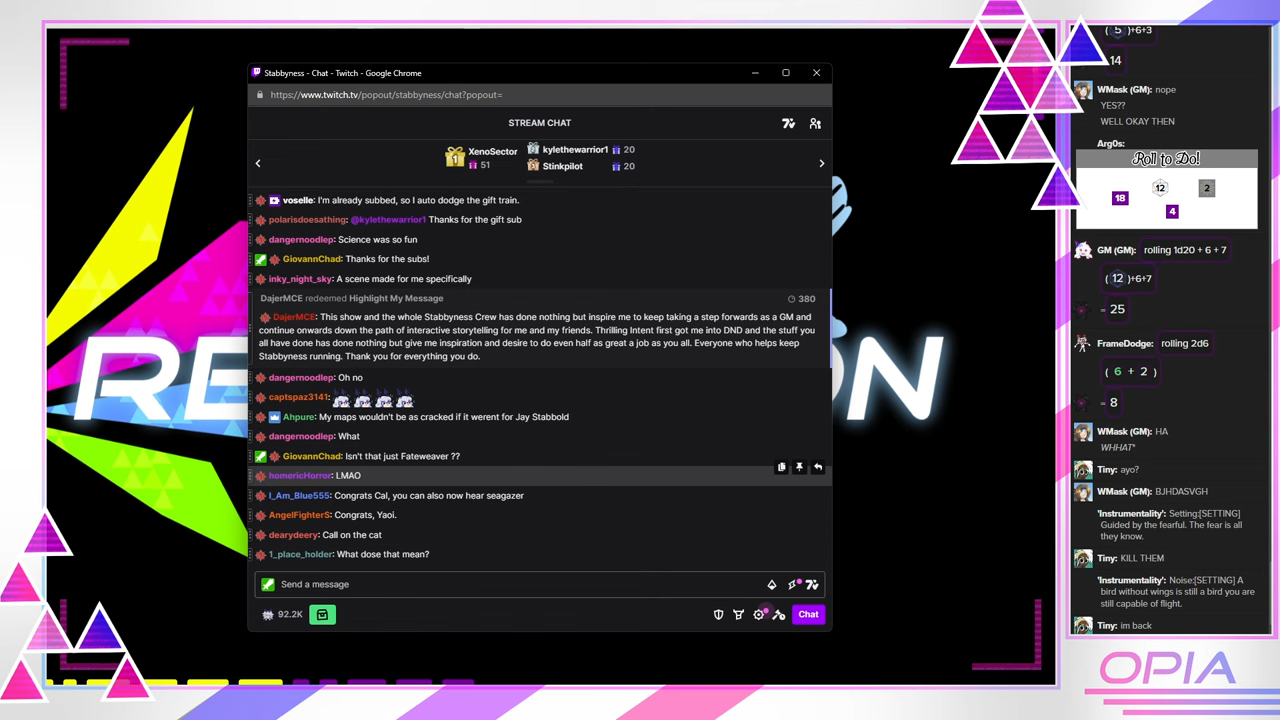 Stabbyness - Chat - Twitch - Google Chrome
https://www.twitch.tv/popout/stabbyness/chat?popout=
STREAM CHAT
1
XenoSector
51
kylethewarrior1 20
Stinkpilot 20
voselle: I'm already subbed, so I auto dodge the gift train.
polarisdoesathing: @kylethewarrior1 Thanks for the gift sub
dangernoodlep: Science was so fun
GiovannChad: Thanks for the subs!
inky_night_sky: A scene made for me specifically
DajerMCE redeemed Highlight My Message 380
DajerMCE: This show and the whole Stabbyness Crew has done nothing but inspire me to keep taking a step forwards as a GM and
continue onwards down the path of interactive storytelling for me and my friends. Thrilling Intent first got me into DND and the stuff you
all have done has done nothing but give me inspiration and desire to do even half as great a job as you all. Everyone who helps keep
Stabbyness running. Thank you for everything you do.
dangernoodlep: Oh no
captspaz3141:
Ahpure: My maps wouldn't be as cracked if it werent for Jay Stabbold
dangernoodlep: What
GiovannChad: Isn't that just Fateweaver ??
homericHorror: LMAO
I_Am_Blue555: Congrats Cal, you can also now hear seagazer
AngelFighterS: Congrats, Yaoi.
dearydeery: Call on the cat
1_place_holder: What dose that mean?
Send a message
92.2K
Chat
RE
ON
(5)+6+3
14
WMask (GM): nope
YES??
WELL OKAY THEN
Arg0s:
Roll to Do!
18
12
2
4
GM (GM): rolling 1d20 + 6 + 7
(12)+6+7
= 25
FrameDodge: rolling 2d6
( 6 + 2 )
= 8
WMask (GM): HA
WHHAT*
Tiny: ayo?
WMask (GM): BJHDASVGH
'Instrumentality': Setting:[SETTING]
Guided by the fearful. The fear is all
they know.
Tiny: KILL THEM
'Instrumentality': Noise:[SETTING] A
bird without wings is still a bird you are
still capable of flight.
Tiny: im back
OPIA